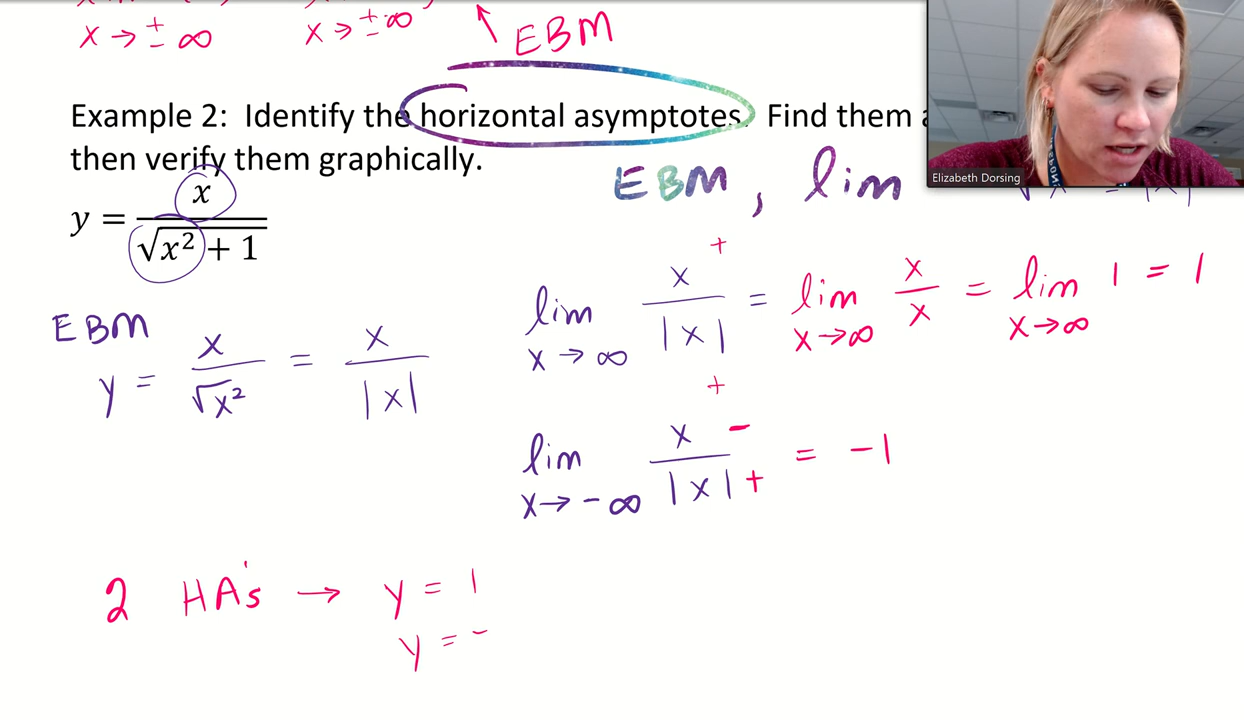 x → ± ∞ x → ± ∞ EBM
Example 2: Identify the horizontal asymptotes. Find them
then verify them graphically.
y = x / √x² + 1
EBM, lim
Elizabeth Dorsing
lim x → ∞ x / |x| = lim x → ∞ x / x = lim x → ∞ 1 = 1
+
+
EBM
y = x / √x² = x / |x|
lim x → - ∞ x - / |x| + = -1
2 HA's → y = 1
y = -